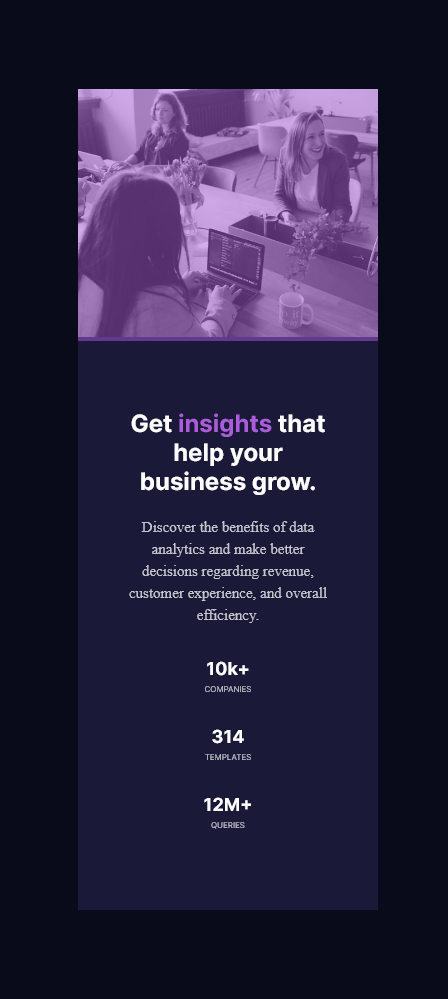 Get insights that
help your
business grow.
Discover the benefits of data
analytics and make better
decisions regarding revenue,
customer experience, and overall
efficiency.
10k+
COMPANIES
314
TEMPLATES
12M+
QUERIES